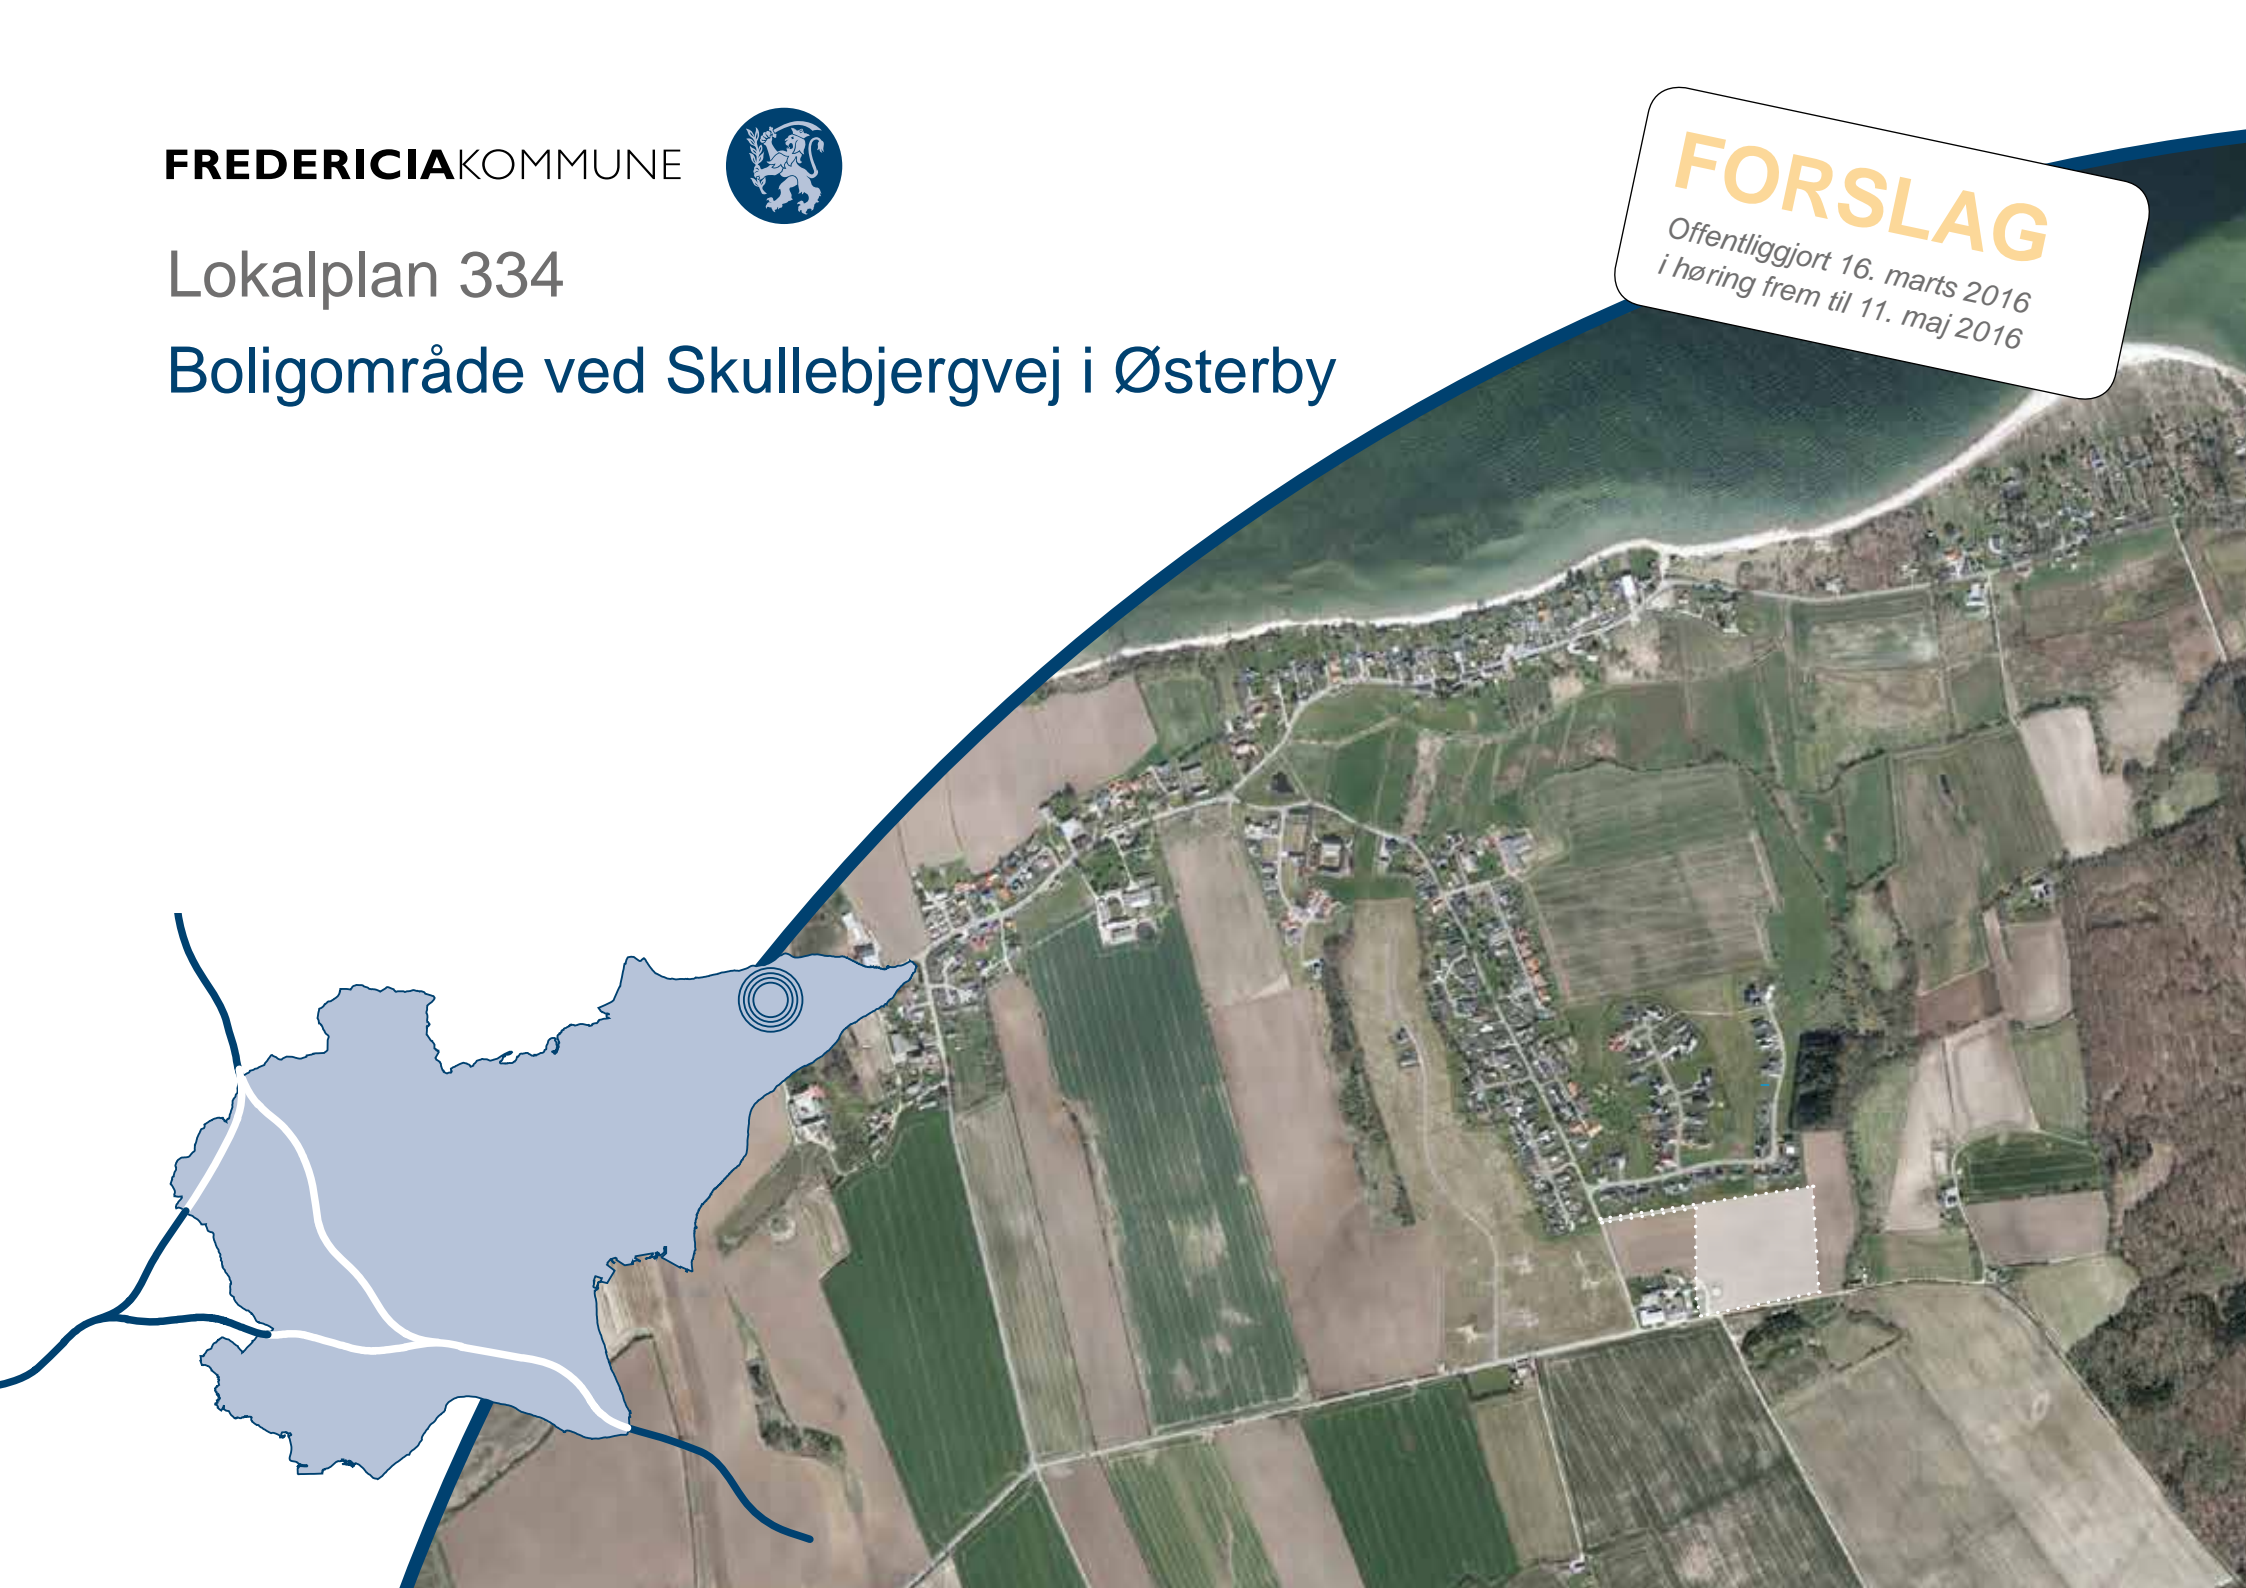 FREDERICIAKOMMUNE
Lokalplan 334
Boligområde ved Skullebjergvej i Østerby
FORSLAG
Offentliggjort 16. marts 2016
i høring frem til 11. maj 2016